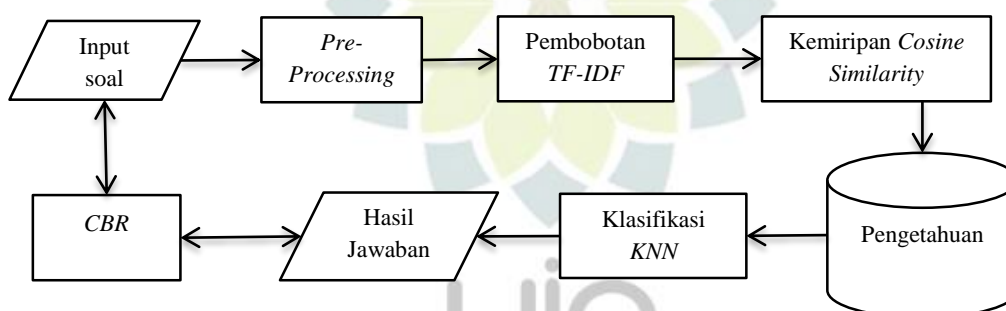 Input
soal
Pre-
Processing
Pembobotan
TF-IDF
Kemiripan Cosine
Similarity
CBR
Hasil
Jawaban
Klasifikasi
KNN
Pengetahuan